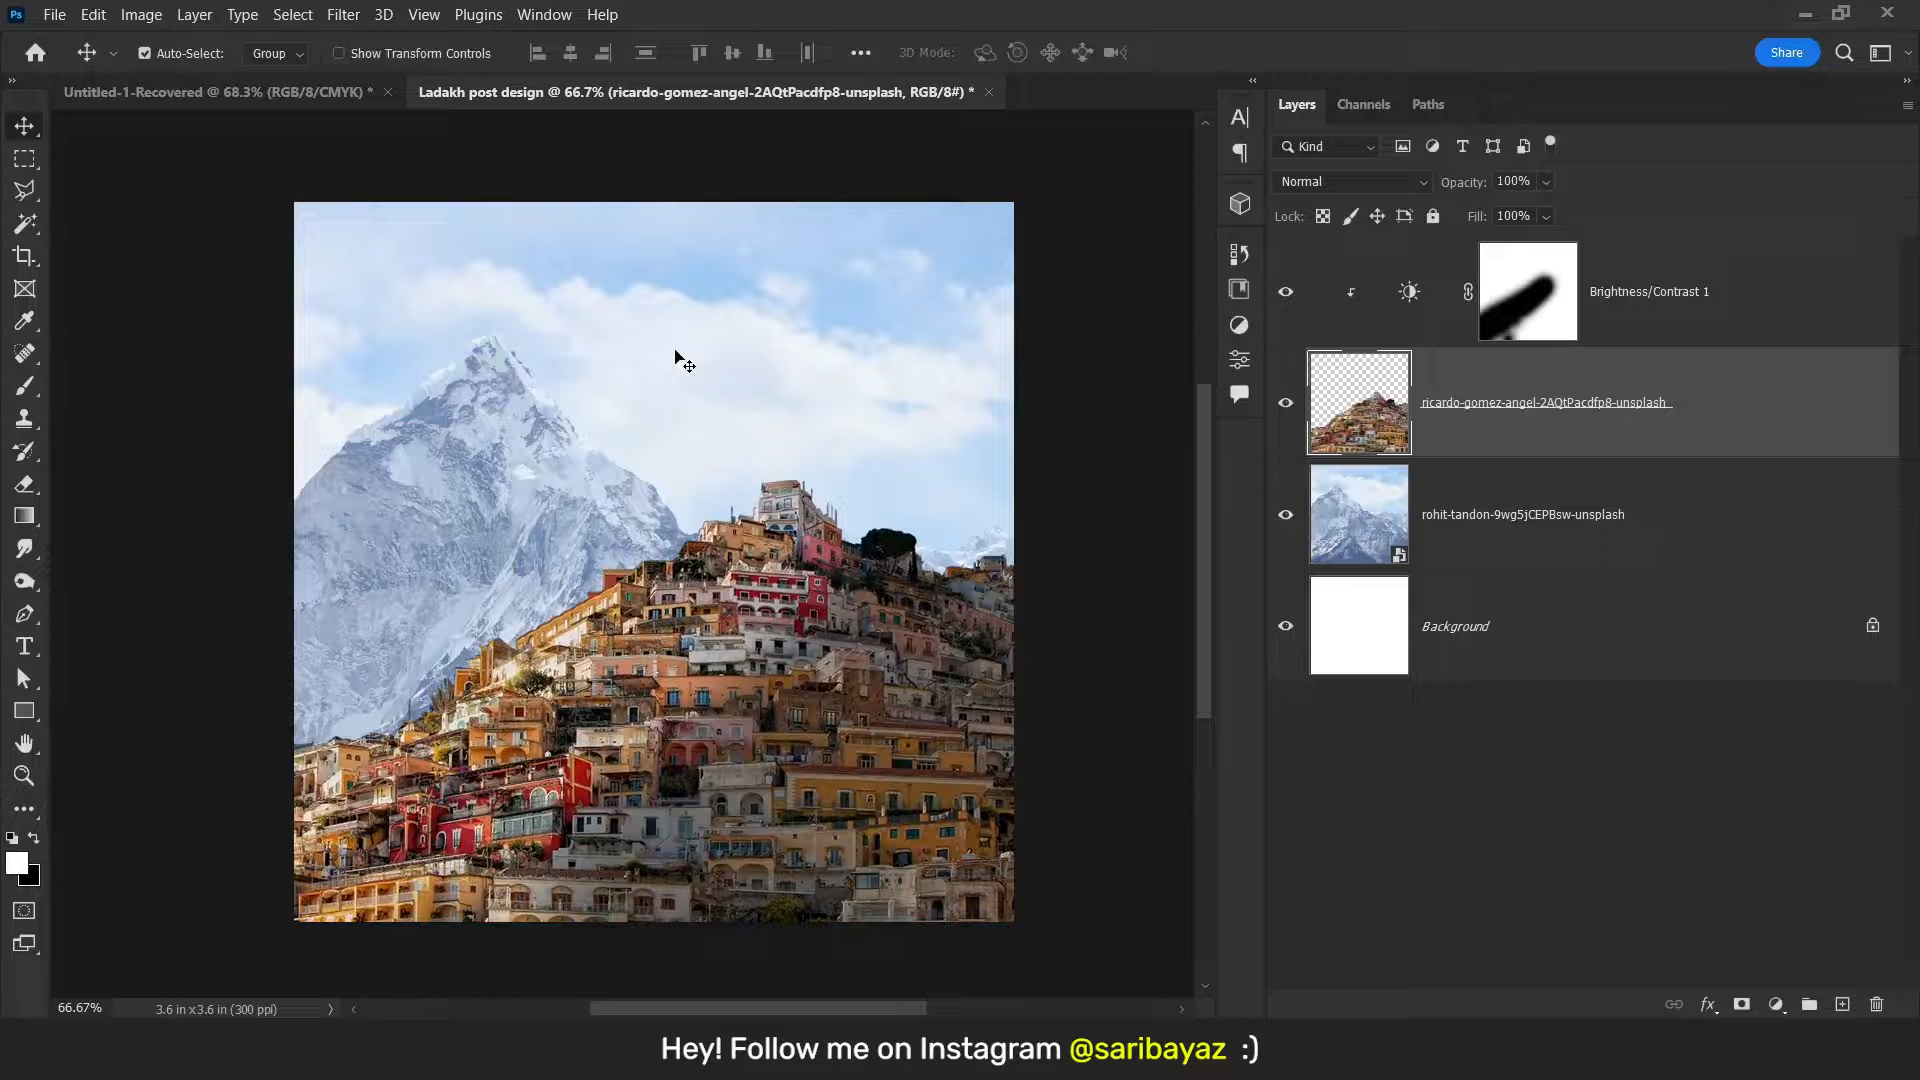 Ps File Edit Image Layer Type Select Filter 3D View Plugins Window Help
Auto-Select: Group Show Transform Controls 3D Mode: Share
Untitled-1-Recovered @ 68.3% (RGB/8/CMYK) * Ladakh post design @ 66.7% (ricardo-gomez-angel-2AQtPacdfp8-unsplash, RGB/8#) *
Layers Channels Paths
Kind
Normal Opacity: 100%
Lock: Fill: 100%
Brightness/Contrast 1
ricardo-gomez-angel-2AQtPacdfp8-unsplash
rohit-tandon-9wg5jCEPBsw-unsplash
Background
66.67% 3.6 in x 3.6 in (300 ppi)
Hey! Follow me on Instagram @saribayaz :)